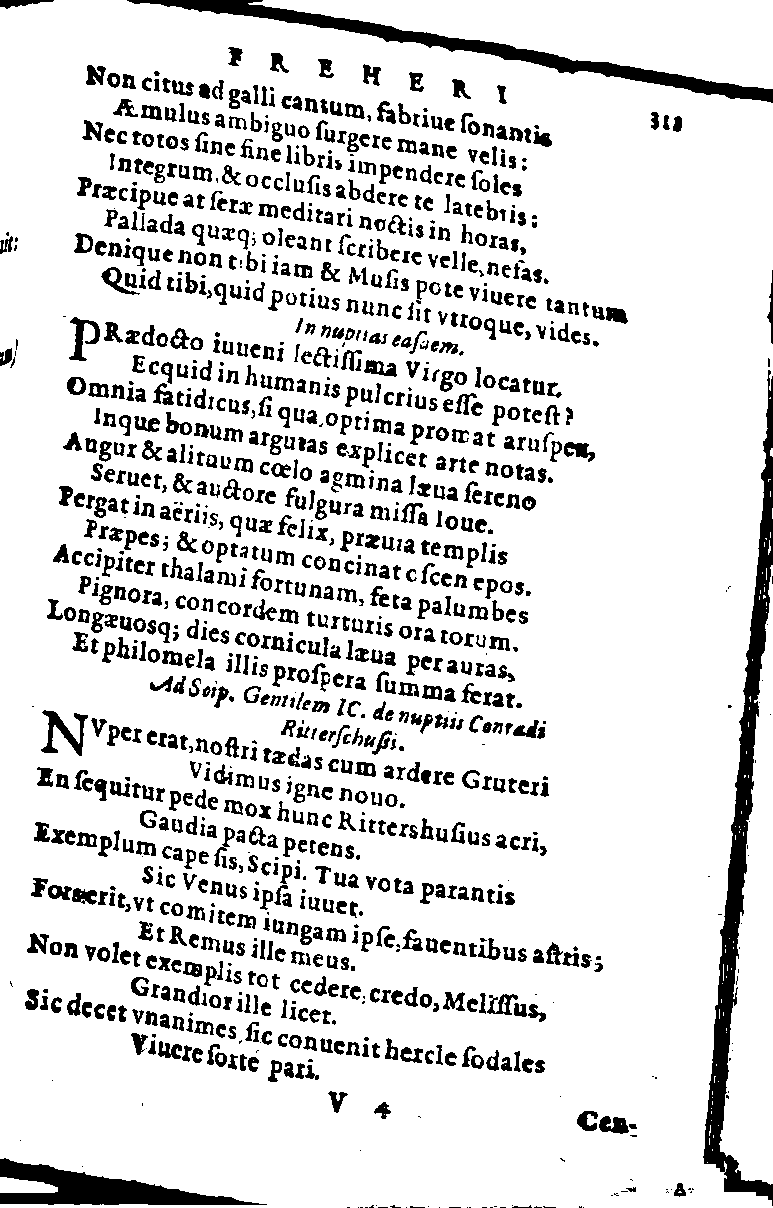 FREHERI
318
Non citus ad galli cantum, fabriue ſonantis
Æmulus ambiguo ſurgere mane velis:
Nec totos ſine fine libris impendere ſoles
Integrum, & occluſis abdere te latebris:
Præcipue at ſeræ meditari noctis in horas,
Pallada quæq; oleant ſcribere velle, nefas.
Denique non tibi iam & Muſis pote viuere tantum
Quid tibi, quid potius nunc ſit vtroque, vides.
In nuptias easdem.
PRædocto iuueni lectiſſima Virgo locatur.
Ecquid in humanis pulcrius eſſe poteſt?
Omnia fatidicus, ſi qua, optima promat aruſpex,
Inque bonum argutas explicet arte notas.
Augur & alituum cœlo agmina læua ſereno
Seruet, & auctore fulgura miſſa Ioue.
Pergat in aëriis, quæ felix, præuia templis
Præpes; & optatum concinat oſcen epos.
Accipiter thalami fortunam, feta palumbes
Pignora, concordem turturis ora torum.
Longæuosq; dies cornicula læua per auras,
Et philomela illis proſpera ſumma ferat.
Ad Scip. Gentilem IC. de nuptiis Conradi
Ritterſchuſii.
NVper erat, noſtri tædas cum ardere Gruteri
Vidimus igne nouo.
En ſequitur pede mox hunc Rittershuſius acri,
Gaudia pacta petens.
Exemplum cape ſis, Scipi. Tua vota parantis
Sic Venus ipſa iuuet.
Fors erit, vt comitem iungam ipſe, fauentibus aſtris;
Et Remus ille meus.
Non volet exemplis tot cedere, credo, Meliſſus,
Grandior ille licet.
Sic decet vnanimes, ſic conuenit hercle ſodales
Viuere ſorte pari.
V 4
Cen-